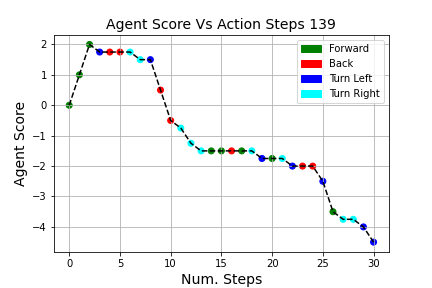 Agent Score Vs Action Steps 139
Agent Score
2
1
0
−1
−2
−3
−4
Forward
Back
Turn Left
Turn Right
0 5 10 15 20 25 30
Num. Steps